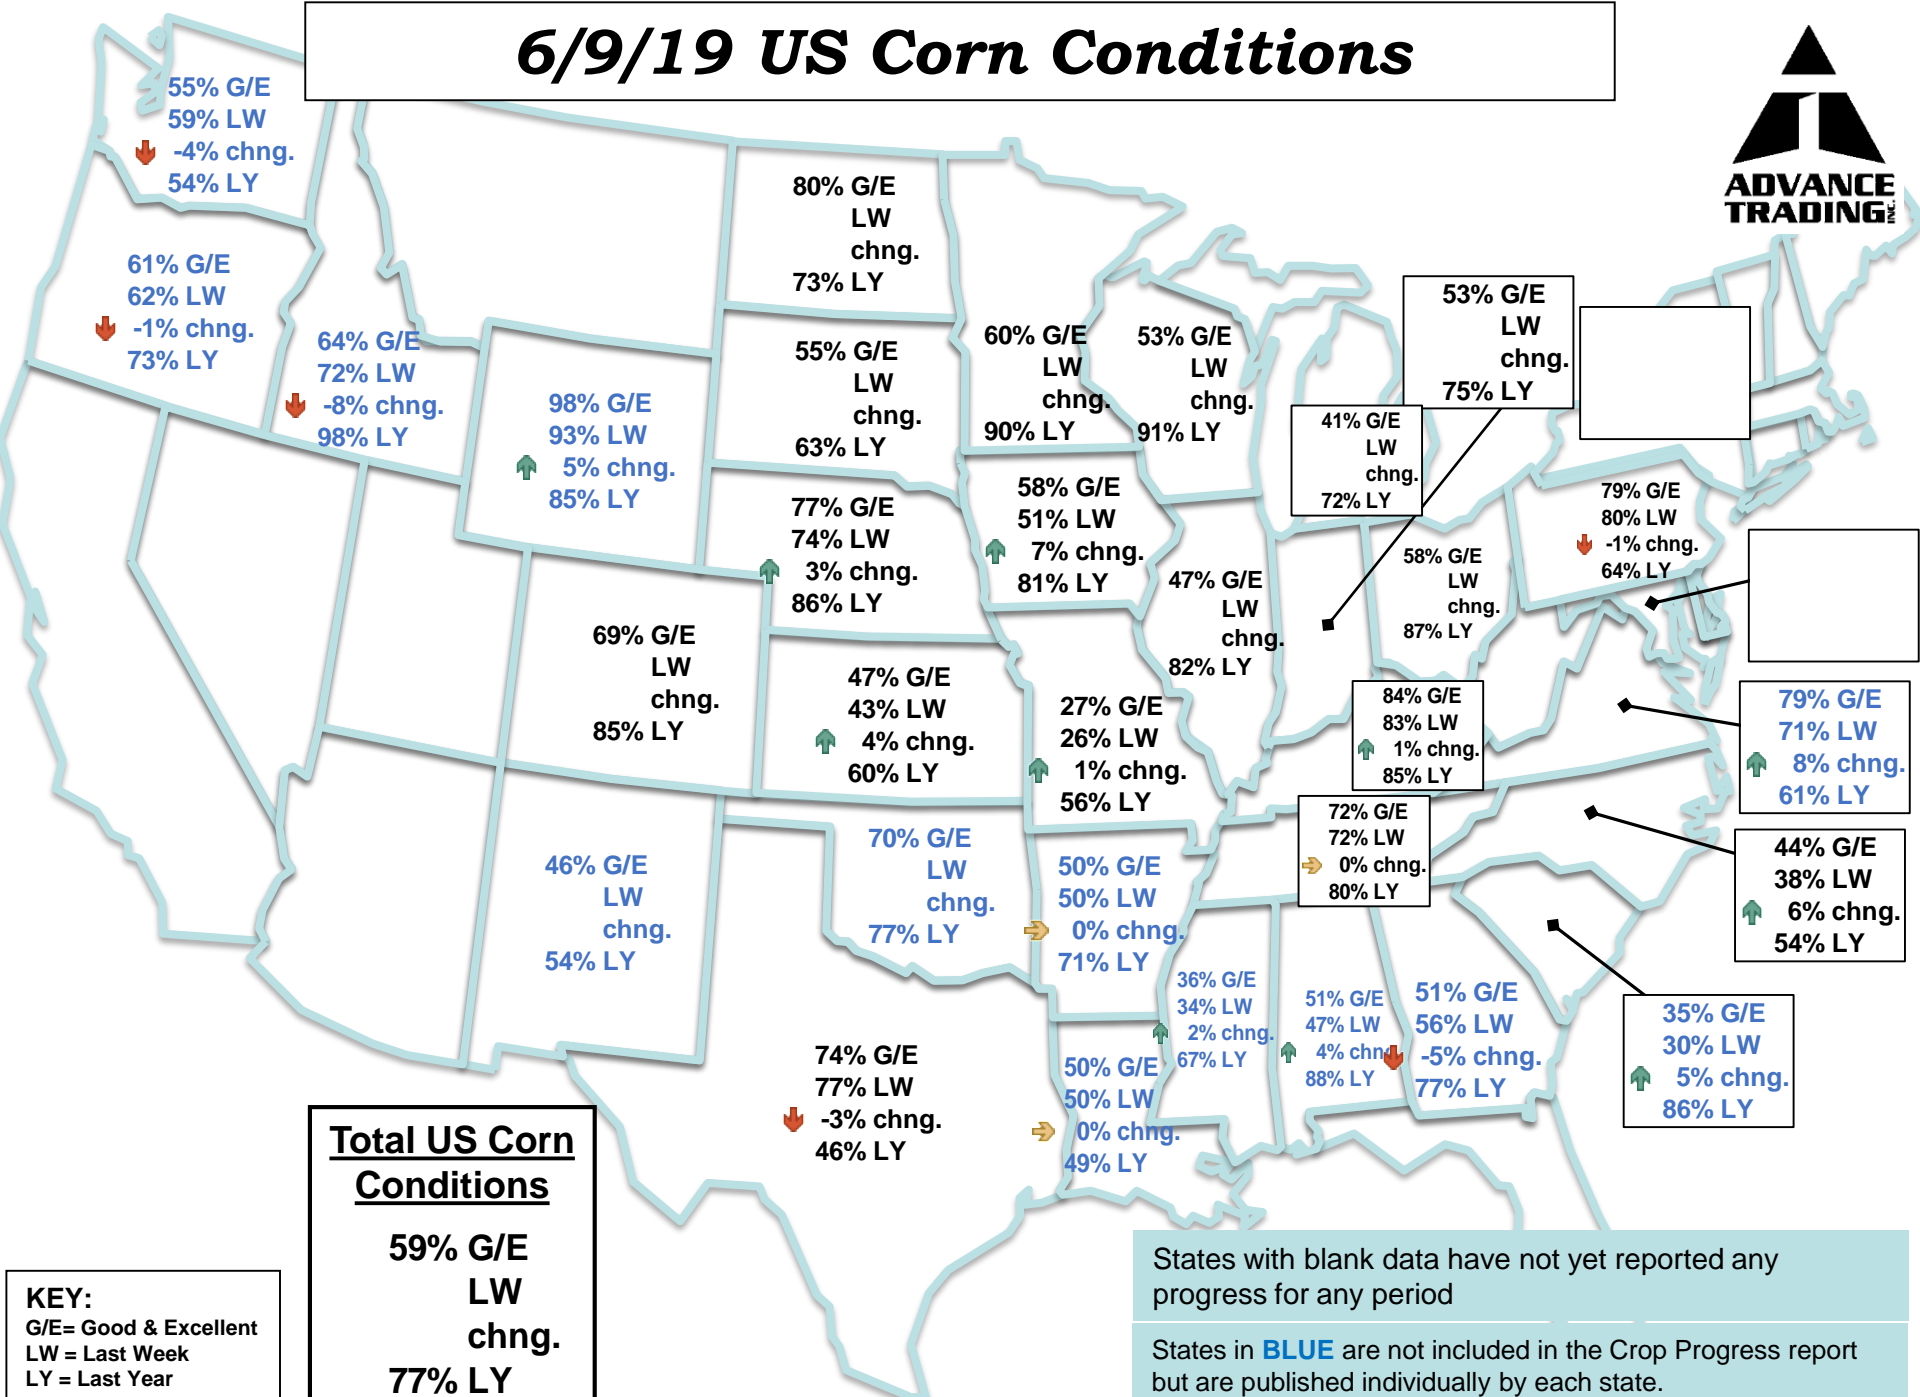 6/9/19 US Corn Conditions
ADVANCE
TRADING INC.
55% G/E
59% LW
-4% chng.
54% LY
61% G/E
62% LW
-1% chng.
73% LY
64% G/E
72% LW
-8% chng.
98% LY
98% G/E
93% LW
5% chng.
85% LY
80% G/E
LW
chng.
73% LY
55% G/E
LW
chng.
63% LY
60% G/E
LW
chng.
90% LY
53% G/E
LW
chng.
91% LY
53% G/E
LW
chng.
75% LY
41% G/E
LW
chng.
72% LY
77% G/E
74% LW
3% chng.
86% LY
58% G/E
51% LW
7% chng.
81% LY
47% G/E
LW
chng.
82% LY
58% G/E
LW
chng.
87% LY
79% G/E
80% LW
-1% chng.
64% LY
69% G/E
LW
chng.
85% LY
47% G/E
43% LW
4% chng.
60% LY
27% G/E
26% LW
1% chng.
56% LY
84% G/E
83% LW
1% chng.
85% LY
79% G/E
71% LW
8% chng.
61% LY
72% G/E
72% LW
0% chng.
80% LY
44% G/E
38% LW
6% chng.
54% LY
46% G/E
LW
chng.
54% LY
70% G/E
LW
chng.
77% LY
50% G/E
50% LW
0% chng.
71% LY
36% G/E
34% LW
2% chng.
67% LY
51% G/E
47% LW
4% chng
88% LY
51% G/E
56% LW
-5% chng.
77% LY
35% G/E
30% LW
5% chng.
86% LY
74% G/E
77% LW
-3% chng.
46% LY
50% G/E
50% LW
0% chng.
49% LY
Total US Corn
Conditions
59% G/E
LW
chng.
77% LY
KEY:
G/E= Good & Excellent
LW = Last Week
LY = Last Year
States with blank data have not yet reported any
progress for any period
States in BLUE are not included in the Crop Progress report
but are published individually by each state.